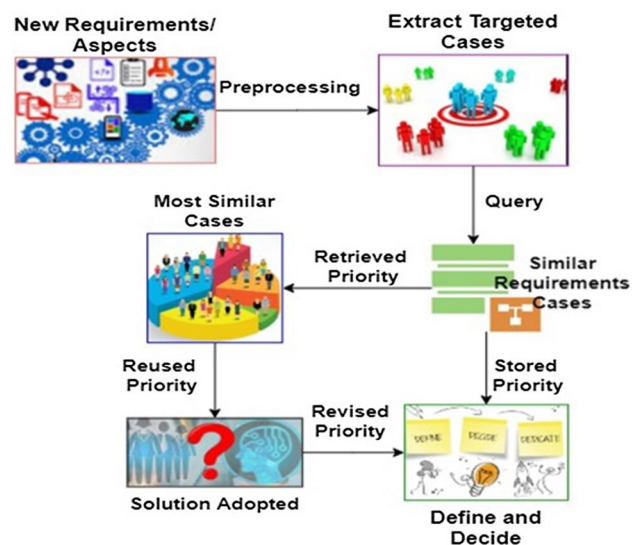 New Requirements/
Aspects
Extract Targeted
Cases
Preprocessing
Query
Most Similar
Cases
Retrieved
Priority
Similar
Requirements
Cases
Reused
Priority
Stored
Priority
Revised
Priority
DEFINE
DECIDE
DEDICATE
Solution Adopted
Define and
Decide